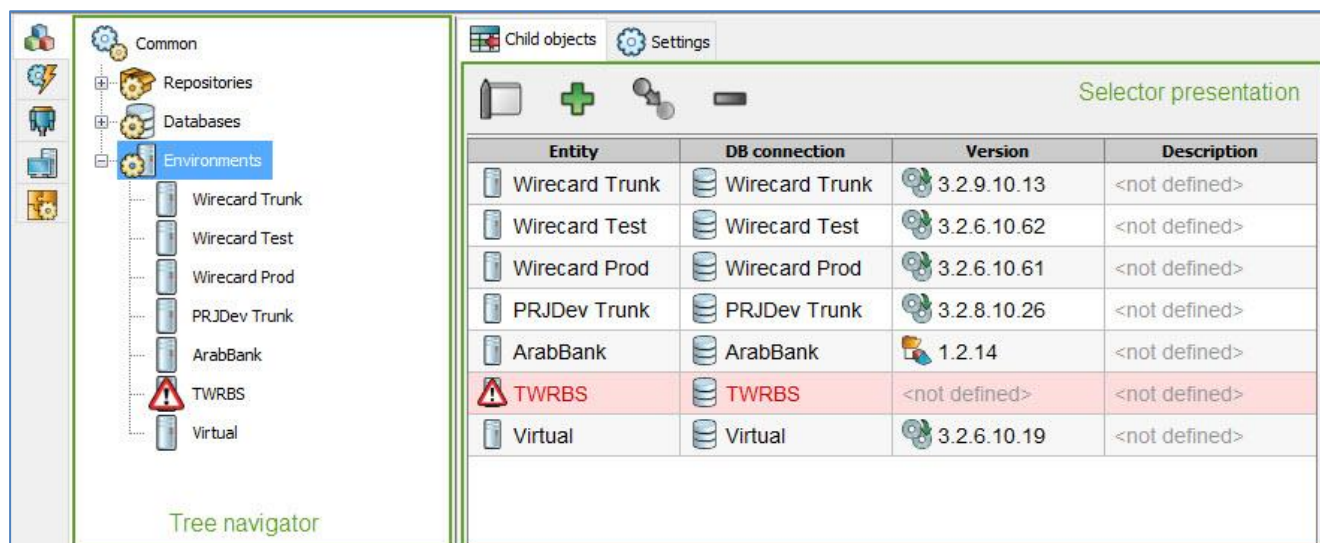 Common
Repositories
Databases
Environments
Wirecard Trunk
Wirecard Test
Wirecard Prod
PRJDev Trunk
ArabBank
TWRBS
Virtual
Tree navigator
Child objects Settings
Selector presentation
Entity DB connection Version Description
Wirecard Trunk Wirecard Trunk 3.2.9.10.13 <not defined>
Wirecard Test Wirecard Test 3.2.6.10.62 <not defined>
Wirecard Prod Wirecard Prod 3.2.6.10.61 <not defined>
PRJDev Trunk PRJDev Trunk 3.2.8.10.26 <not defined>
ArabBank ArabBank 1.2.14 <not defined>
TWRBS TWRBS <not defined> <not defined>
Virtual Virtual 3.2.6.10.19 <not defined>